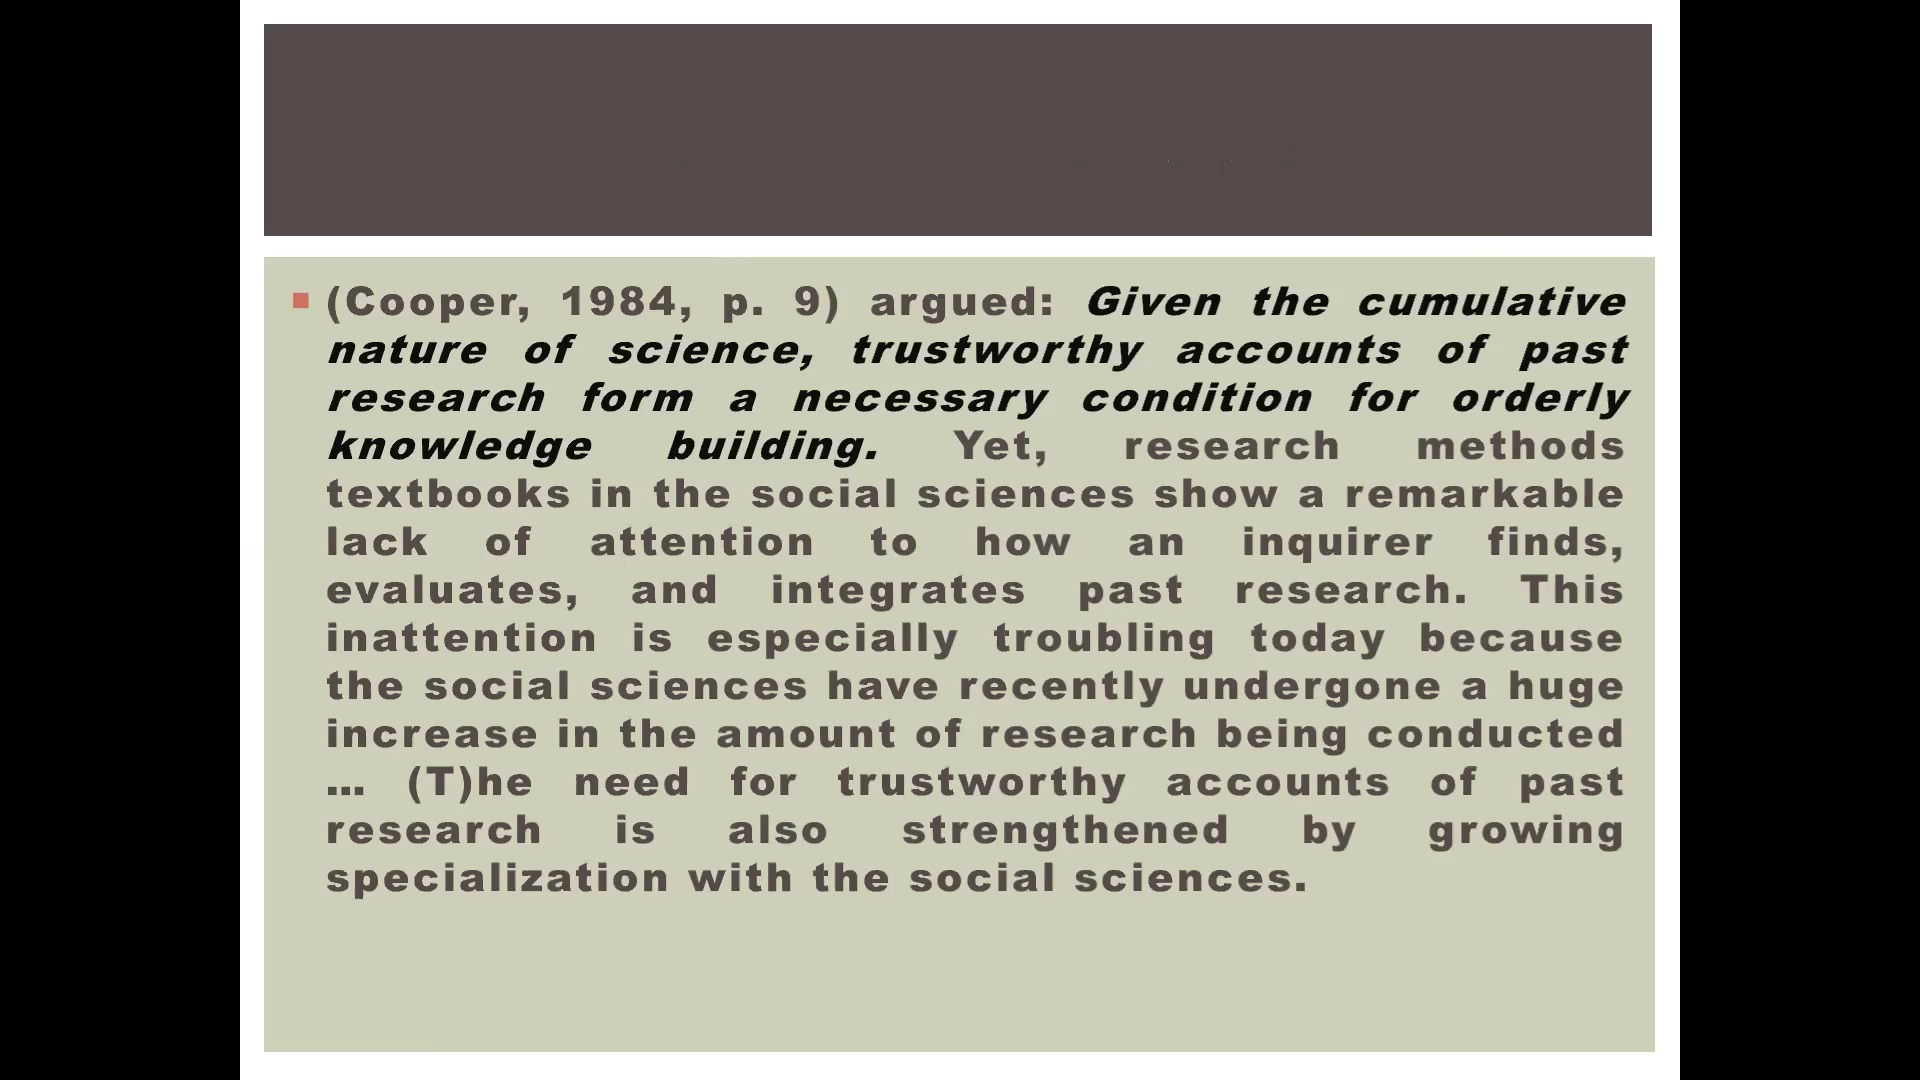 (Cooper, 1984, p. 9) argued: Given the cumulative
nature of science, trustworthy accounts of past
research form a necessary condition for orderly
knowledge building. Yet, research methods
textbooks in the social sciences show a remarkable
lack of attention to how an inquirer finds,
evaluates, and integrates past research. This
inattention is especially troubling today because
the social sciences have recently undergone a huge
increase in the amount of research being conducted
... (T)he need for trustworthy accounts of past
research is also strengthened by growing
specialization with the social sciences.